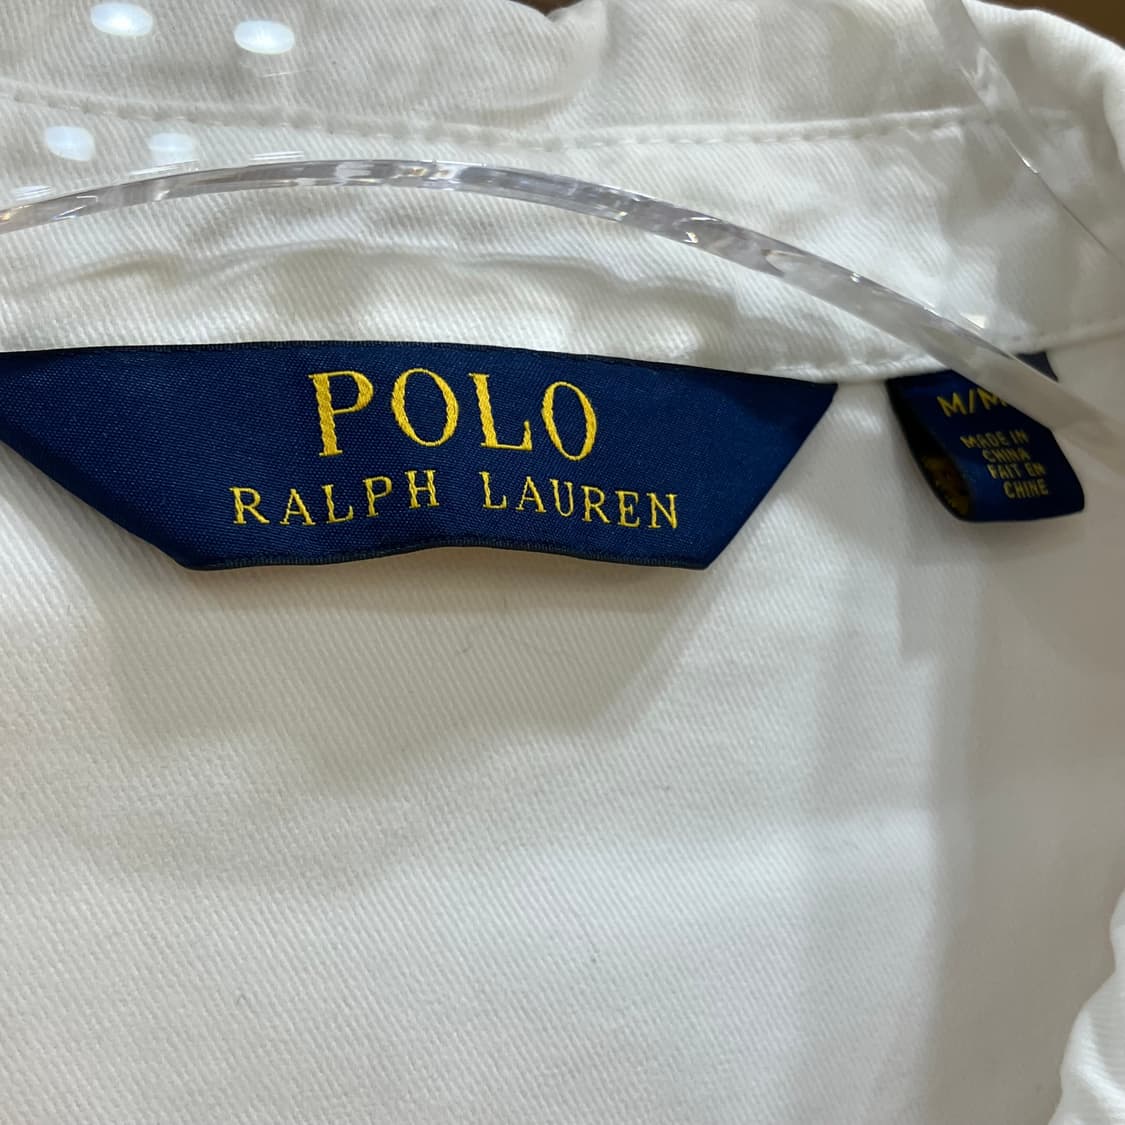 POLO
RALPH LAUREN
M/M
MADE IN
CHINA
FAIT EN
CHINE